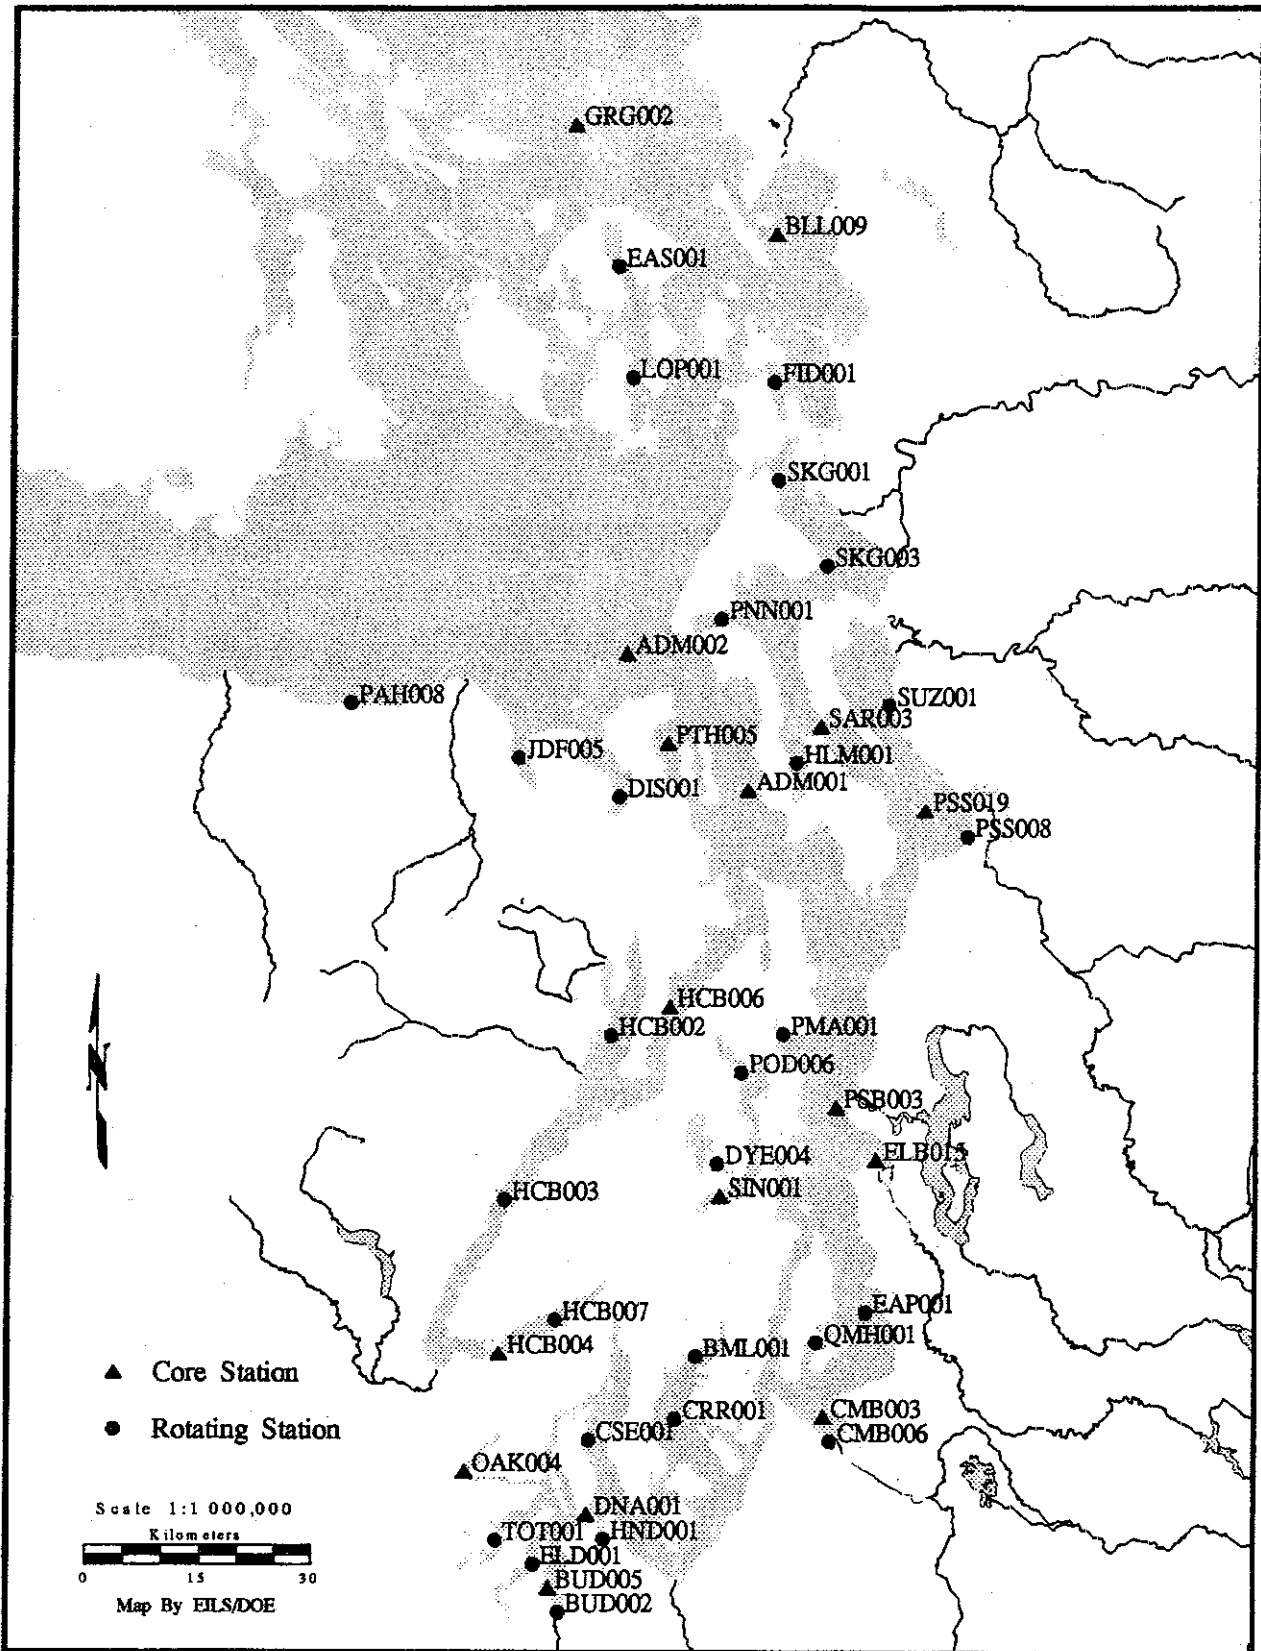 GRG002
BLL009
EAS001
LOP001
FID001
SKG001
SKG003
PNN001
ADM002
PAH008
SUZ001
SAR003
PTH005
JDF005
HLM001
ADM001
DIS001
PSS019
PSS008
HCB006
HCB002
PMA001
POD006
N
PSB003
ELB015
DYE004
SIN001
HCB003
EAP001
HCB007
QMH001
HCB004
BML001
Core Station
CRR001
CMB003
Rotating Station
CSE001
CMB006
OAK004
Scale 1:1 000,000
DNA001
Kilometers
TOT001
HND001
ELD001
0 15 30
BUD005
Map By EILS/DOE
BUD002